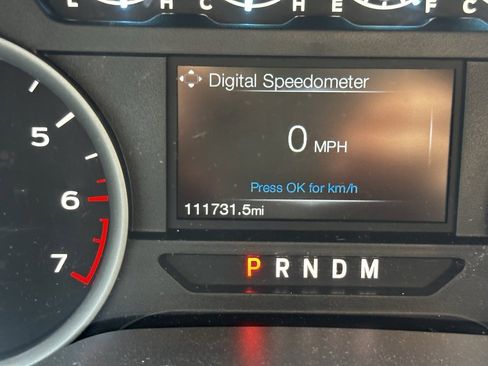 L H C H E F C
Digital Speedometer
0 MPH
Press OK for km/h
111731.5mi
5
6
7
P R N D M